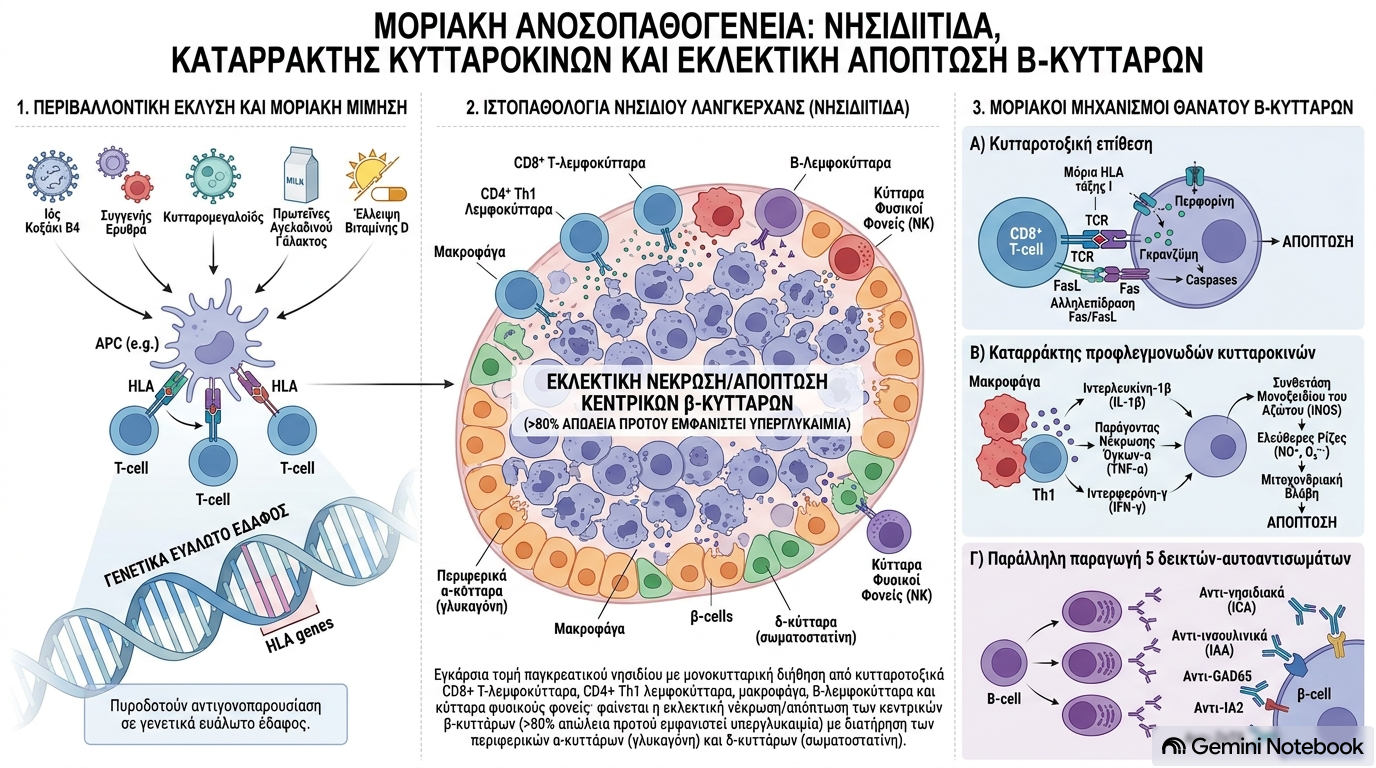 ΜΟΡΙΑΚΗ ΑΝΟΣΟΠΑΘΟΓΕΝΕΙΑ: ΝΗΣΙΔΙΙΤΙΔΑ,
ΚΑΤΑΡΡΑΚΤΗΣ ΚΥΤΤΑΡΟΚΙΝΩΝ ΚΑΙ ΕΚΛΕΚΤΙΚΗ ΑΠΟΠΤΩΣΗ Β-ΚΥΤΤΑΡΩΝ
1. ΠΕΡΙΒΑΛΛΟΝΤΙΚΗ ΕΚΛΥΣΗ ΚΑΙ ΜΟΡΙΑΚΗ ΜΙΜΗΣΗ
MILK
Ιός
Κοξάκι B4
Συγγενής
Ερυθρά
Κυτταρομεγαλοϊός
Πρωτεΐνες
Αγελαδινού
Γάλακτος
Έλλειψη
Βιταμίνης D
APC (e.g.)
HLA
HLA
T-cell
T-cell
T-cell
ΓΕΝΕΤΙΚΑ ΕΥΑΛΩΤΟ ΕΔΑΦΟΣ
HLA genes
Πυροδοτούν αντιγονοπαρουσίαση
σε γενετικά ευάλωτο έδαφος.
2. ΙΣΤΟΠΑΘΟΛΟΓΙΑ ΝΗΣΙΔΙΟΥ ΛΑΝΓΚΕΡΧΑΝΣ (ΝΗΣΙΔΙΙΤΙΔΑ)
CD8⁺ Τ-λεμφοκύτταρα
CD4⁺ Th1
Λεμφοκύτταρα
Μακροφάγα
Β-Λεμφοκύτταρα
Κύτταρα
Φυσικοί
Φονείς (NK)
ΕΚΛΕΚΤΙΚΗ ΝΕΚΡΩΣΗ/ΑΠΟΠΤΩΣΗ
ΚΕΝΤΡΙΚΩΝ β-ΚΥΤΤΑΡΩΝ
(>80% ΑΠΩΛΕΙΑ ΠΡΟΤΟΥ ΕΜΦΑΝΙΣΤΕΙ ΥΠΕΡΓΛΥΚΑΙΜΙΑ)
Περιφερικά
α-κύτταρα
(γλυκαγόνη)
Μακροφάγα
β-cells
δ-κύτταρα
(σωματοστατίνη)
Κύτταρα
Φυσικοί
Φονείς (NK)
Εγκάρσια τομή παγκρεατικού νησιδίου με μονοκυτταρική διήθηση από κυτταροτοξικά
CD8+ Τ-λεμφοκύτταρα, CD4+ Th1 λεμφοκύτταρα, μακροφάγα, Β-λεμφοκύτταρα και
κύτταρα φυσικούς φονείς· φαίνεται η εκλεκτική νέκρωση/απόπτωση των κεντρικών
β-κυττάρων (>80% απώλεια προτού εμφανιστεί υπεργλυκαιμία) με διατήρηση των
περιφερικών α-κυττάρων (γλυκαγόνη) και δ-κυττάρων (σωματοστατίνη).
3. ΜΟΡΙΑΚΟΙ ΜΗΧΑΝΙΣΜΟΙ ΘΑΝΑΤΟΥ Β-ΚΥΤΤΑΡΩΝ
Α) Κυτταροτοξική επίθεση
Μόρια HLA
τάξης Ι
TCR
CD8⁺
T-cell
TCR
Περφορίνη
Γκρανζύμη
FasL
Fas
Caspases
Αλληλεπίδραση
Fas/FasL
ΑΠΟΠΤΩΣΗ
Β) Καταρράκτης προφλεγμονωδών κυτταροκινών
Μακροφάγα
Th1
Ιντερλευκίνη-1β
(IL-1β)
Παράγοντας
Νέκρωσης
Όγκων-α
(TNF-α)
Ιντερφερόνη-γ
(IFN-γ)
Συνθετάση
Μονοξειδίου του
Αζώτου (INOS)
Ελεύθερες Ρίζες
Μιτοχονδριακή
Βλάβη
ΑΠΟΠΤΩΣΗ
Γ) Παράλληλη παραγωγή 5 δεικτών-αυτοαντισωμάτων
B-cell
Αντι-νησιδιακά
(ICA)
Αντι-ινσουλινικά
(IAA)
Αντι-GAD65
Αντι-IA2
β-cell
Gemini Notebook